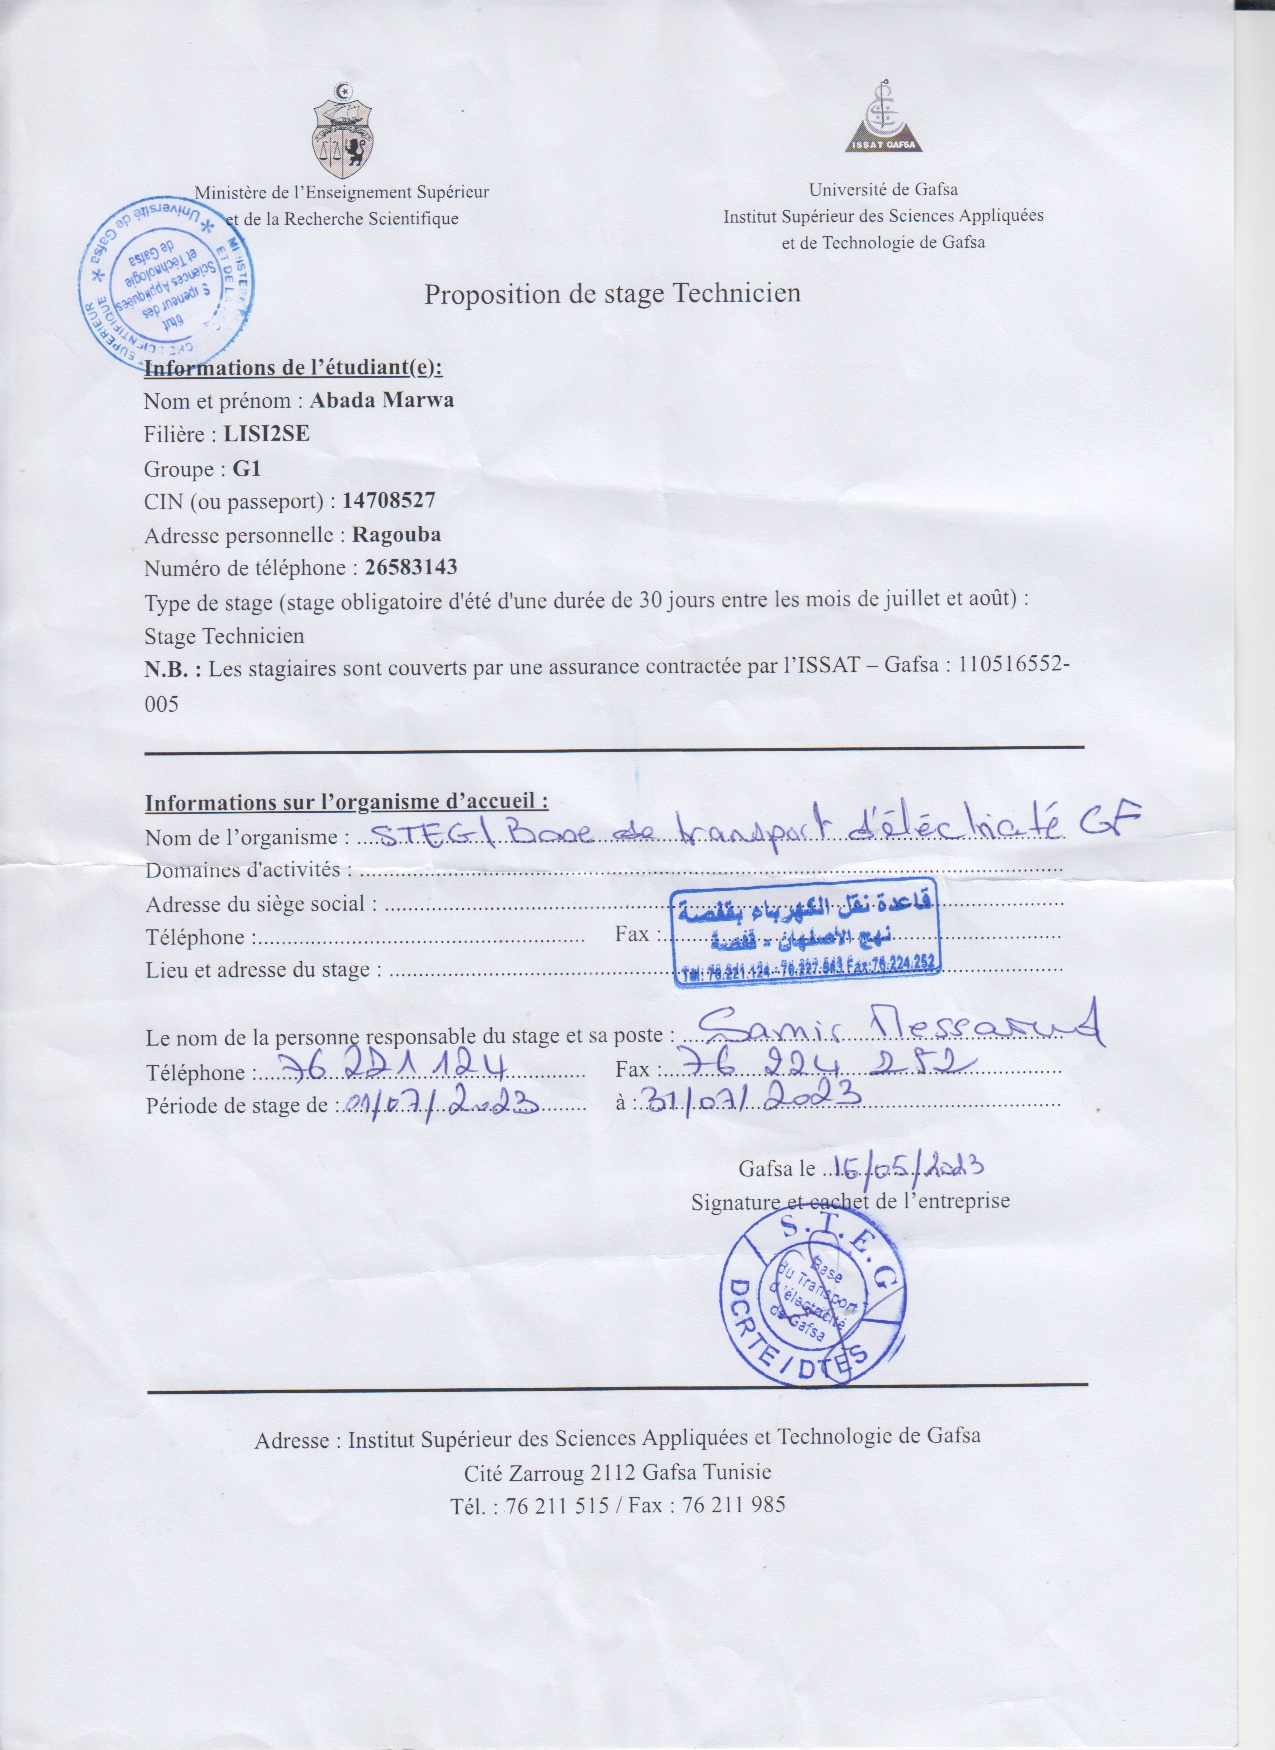 ISSAT GAFSA
Ministère de l'Enseignement Supérieur
et de la Recherche Scientifique
Université de Gafsa
Institut Supérieur des Sciences Appliquées
et de Technologie de Gafsa
Université de Gafsa
Sciences Appliquées
et Technologie
de Gafsa
Proposition de stage Technicien
Informations de l'étudiant(e):
Nom et prénom : Abada Marwa
Filière : LISI2SE
Groupe : G1
CIN (ou passeport) : 14708527
Adresse personnelle : Ragouba
Numéro de téléphone : 26583143
Type de stage (stage obligatoire d'été d'une durée de 30 jours entre les mois de juillet et août) :
Stage Technicien
N.B. : Les stagiaires sont couverts par une assurance contractée par l'ISSAT – Gafsa : 110516552-
005
Informations sur l'organisme d'accueil :
Nom de l'organisme : STEG/ Base de transport d'éléctricité GF
Domaines d'activités :
Adresse du siège social :
قاعدة نقل الكهرباء بقفصة
Téléphone : Fax :
نهج الأصفهان - قفصة
Lieu et adresse du stage :
Tél: 76.221.124 - 76.227.643 Fax:76.224.252
Le nom de la personne responsable du stage et sa poste : Samir Messaoud
Téléphone : 76 221 124 Fax : 76 224 252
Période de stage de : 01/07/2023 à : 31/07/2023
Gafsa le 16/05/2023
Signature et cachet de l'entreprise
S.T.E.G
Base
du Transport
d'électricité
de Gafsa
DCRTE / DTES
Adresse : Institut Supérieur des Sciences Appliquées et Technologie de Gafsa
Cité Zarroug 2112 Gafsa Tunisie
Tél. : 76 211 515 / Fax : 76 211 985